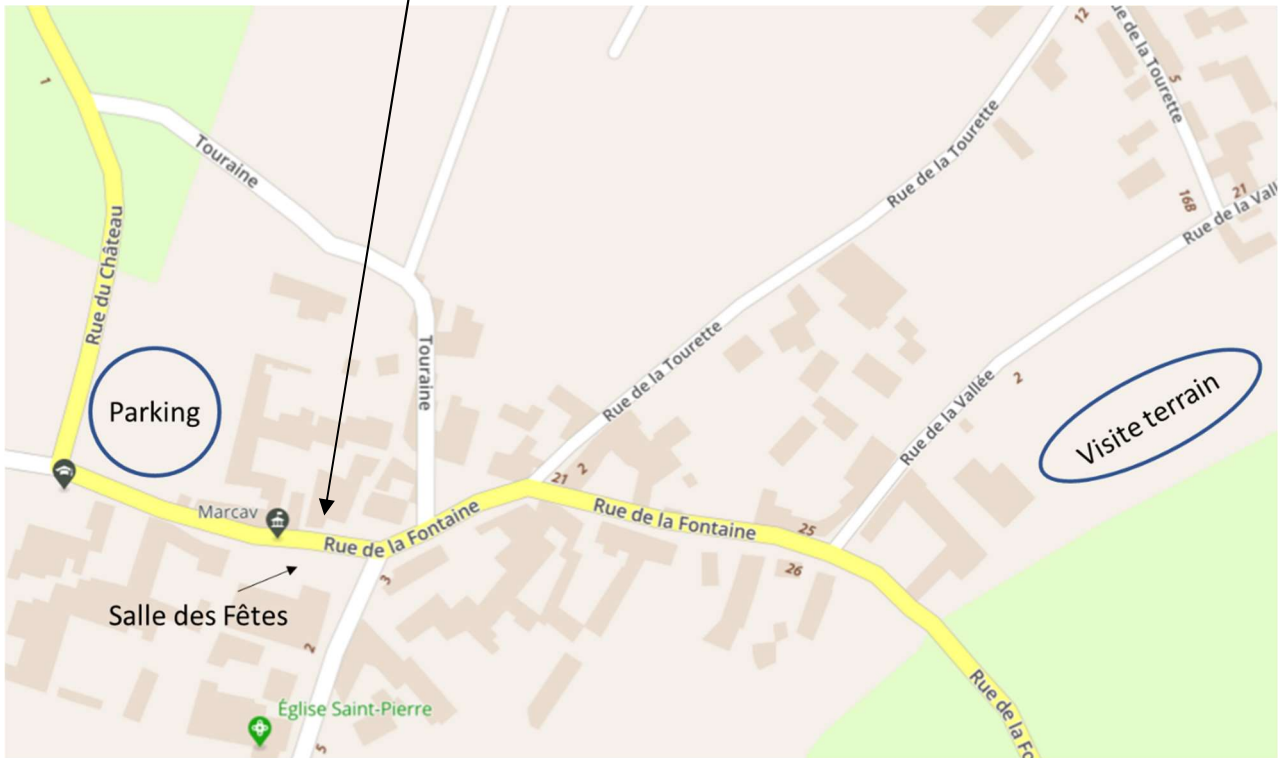 12
ue de la Tourette
5
1
Touraine
Rue de la Tourette
16B
21
Rue de la Vall
Rue du Château
Touraine
Rue de la Tourette
Parking
2
Rue de la Vallée
Visite terrain
21
2
Marcav
Rue de la Fontaine
Rue de la Fontaine
25
26
3
Salle des Fêtes
2
Église Saint-Pierre
5
Rue de la Fo